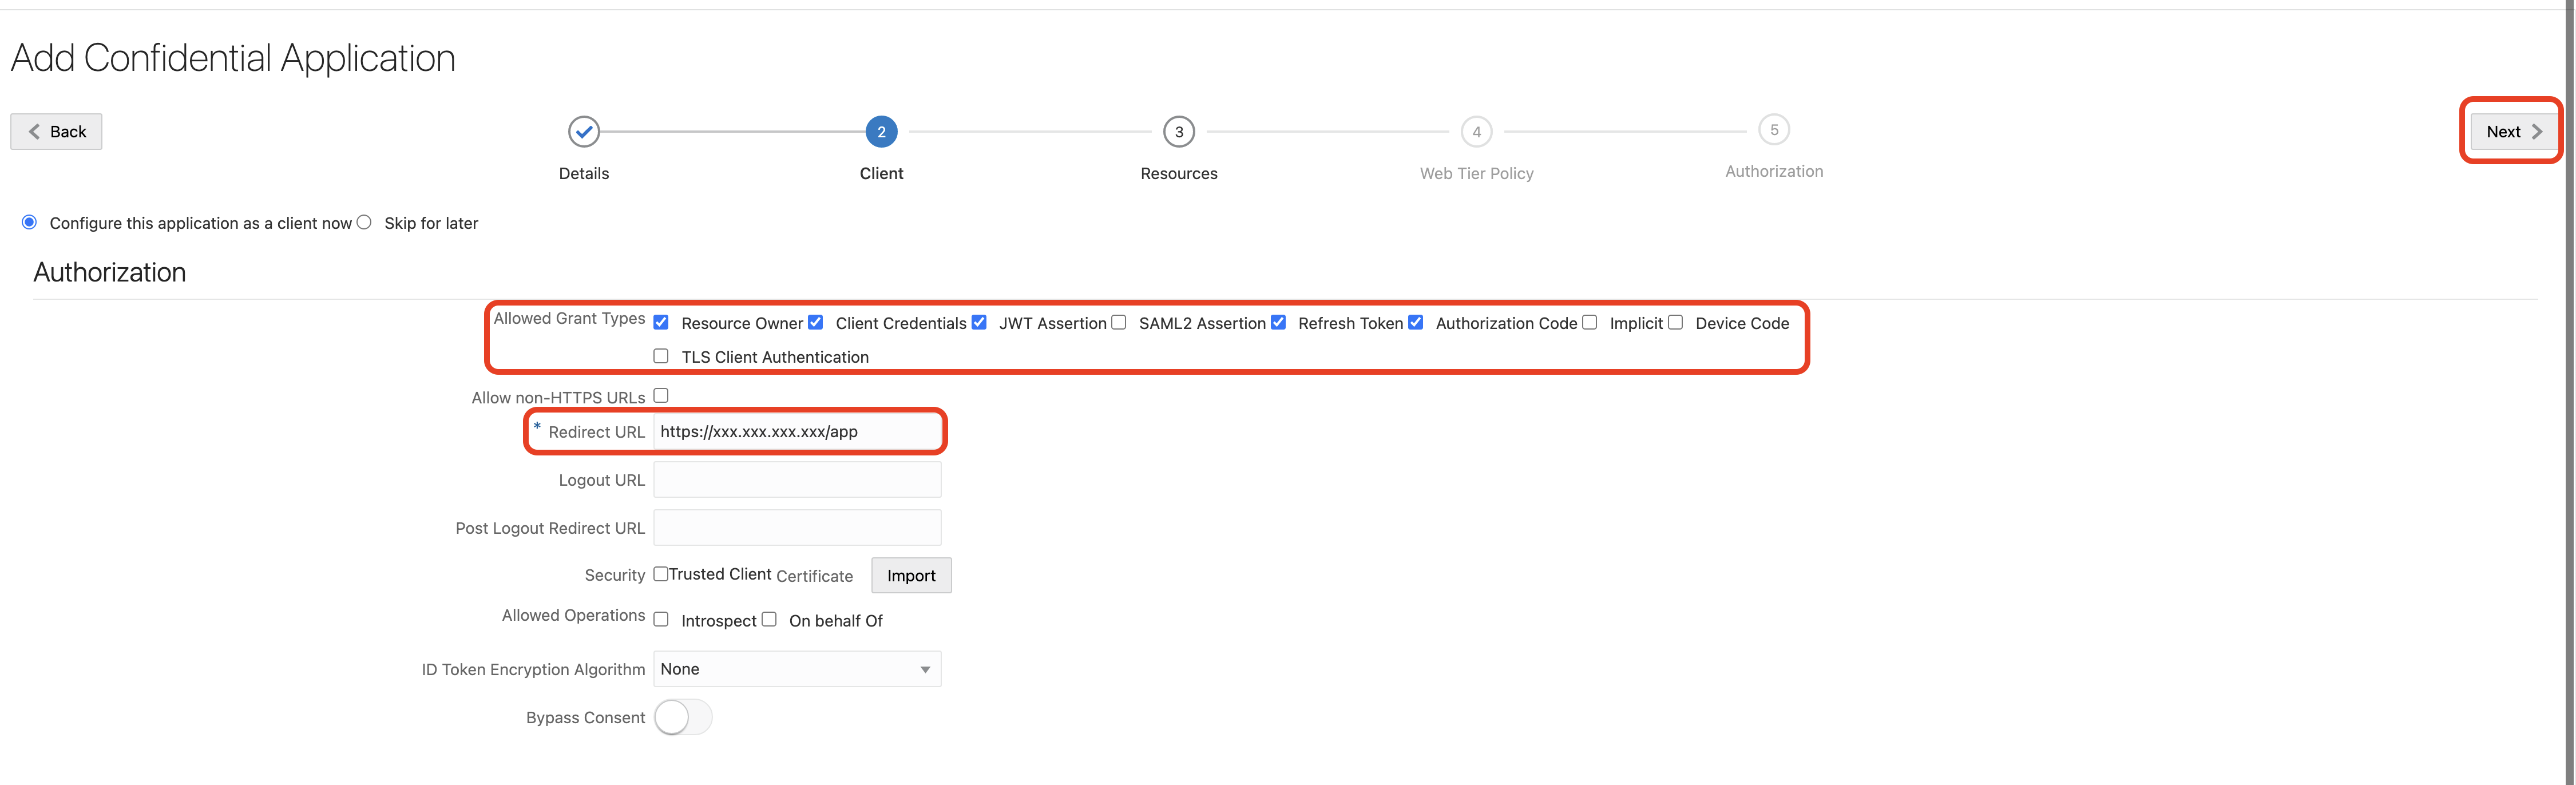 Add Confidential Application
Back
2
3
4
5
Next
Details
Client
Resources
Web Tier Policy
Authorization
Configure this application as a client now Skip for later
Authorization
Allowed Grant Types Resource Owner Client Credentials JWT Assertion SAML2 Assertion Refresh Token Authorization Code Implicit Device Code
TLS Client Authentication
Allow non-HTTPS URLs
* Redirect URL https://xxx.xxx.xxx.xxx/app
Logout URL
Post Logout Redirect URL
Security Trusted Client Certificate Import
Allowed Operations Introspect On behalf Of
ID Token Encryption Algorithm None
Bypass Consent